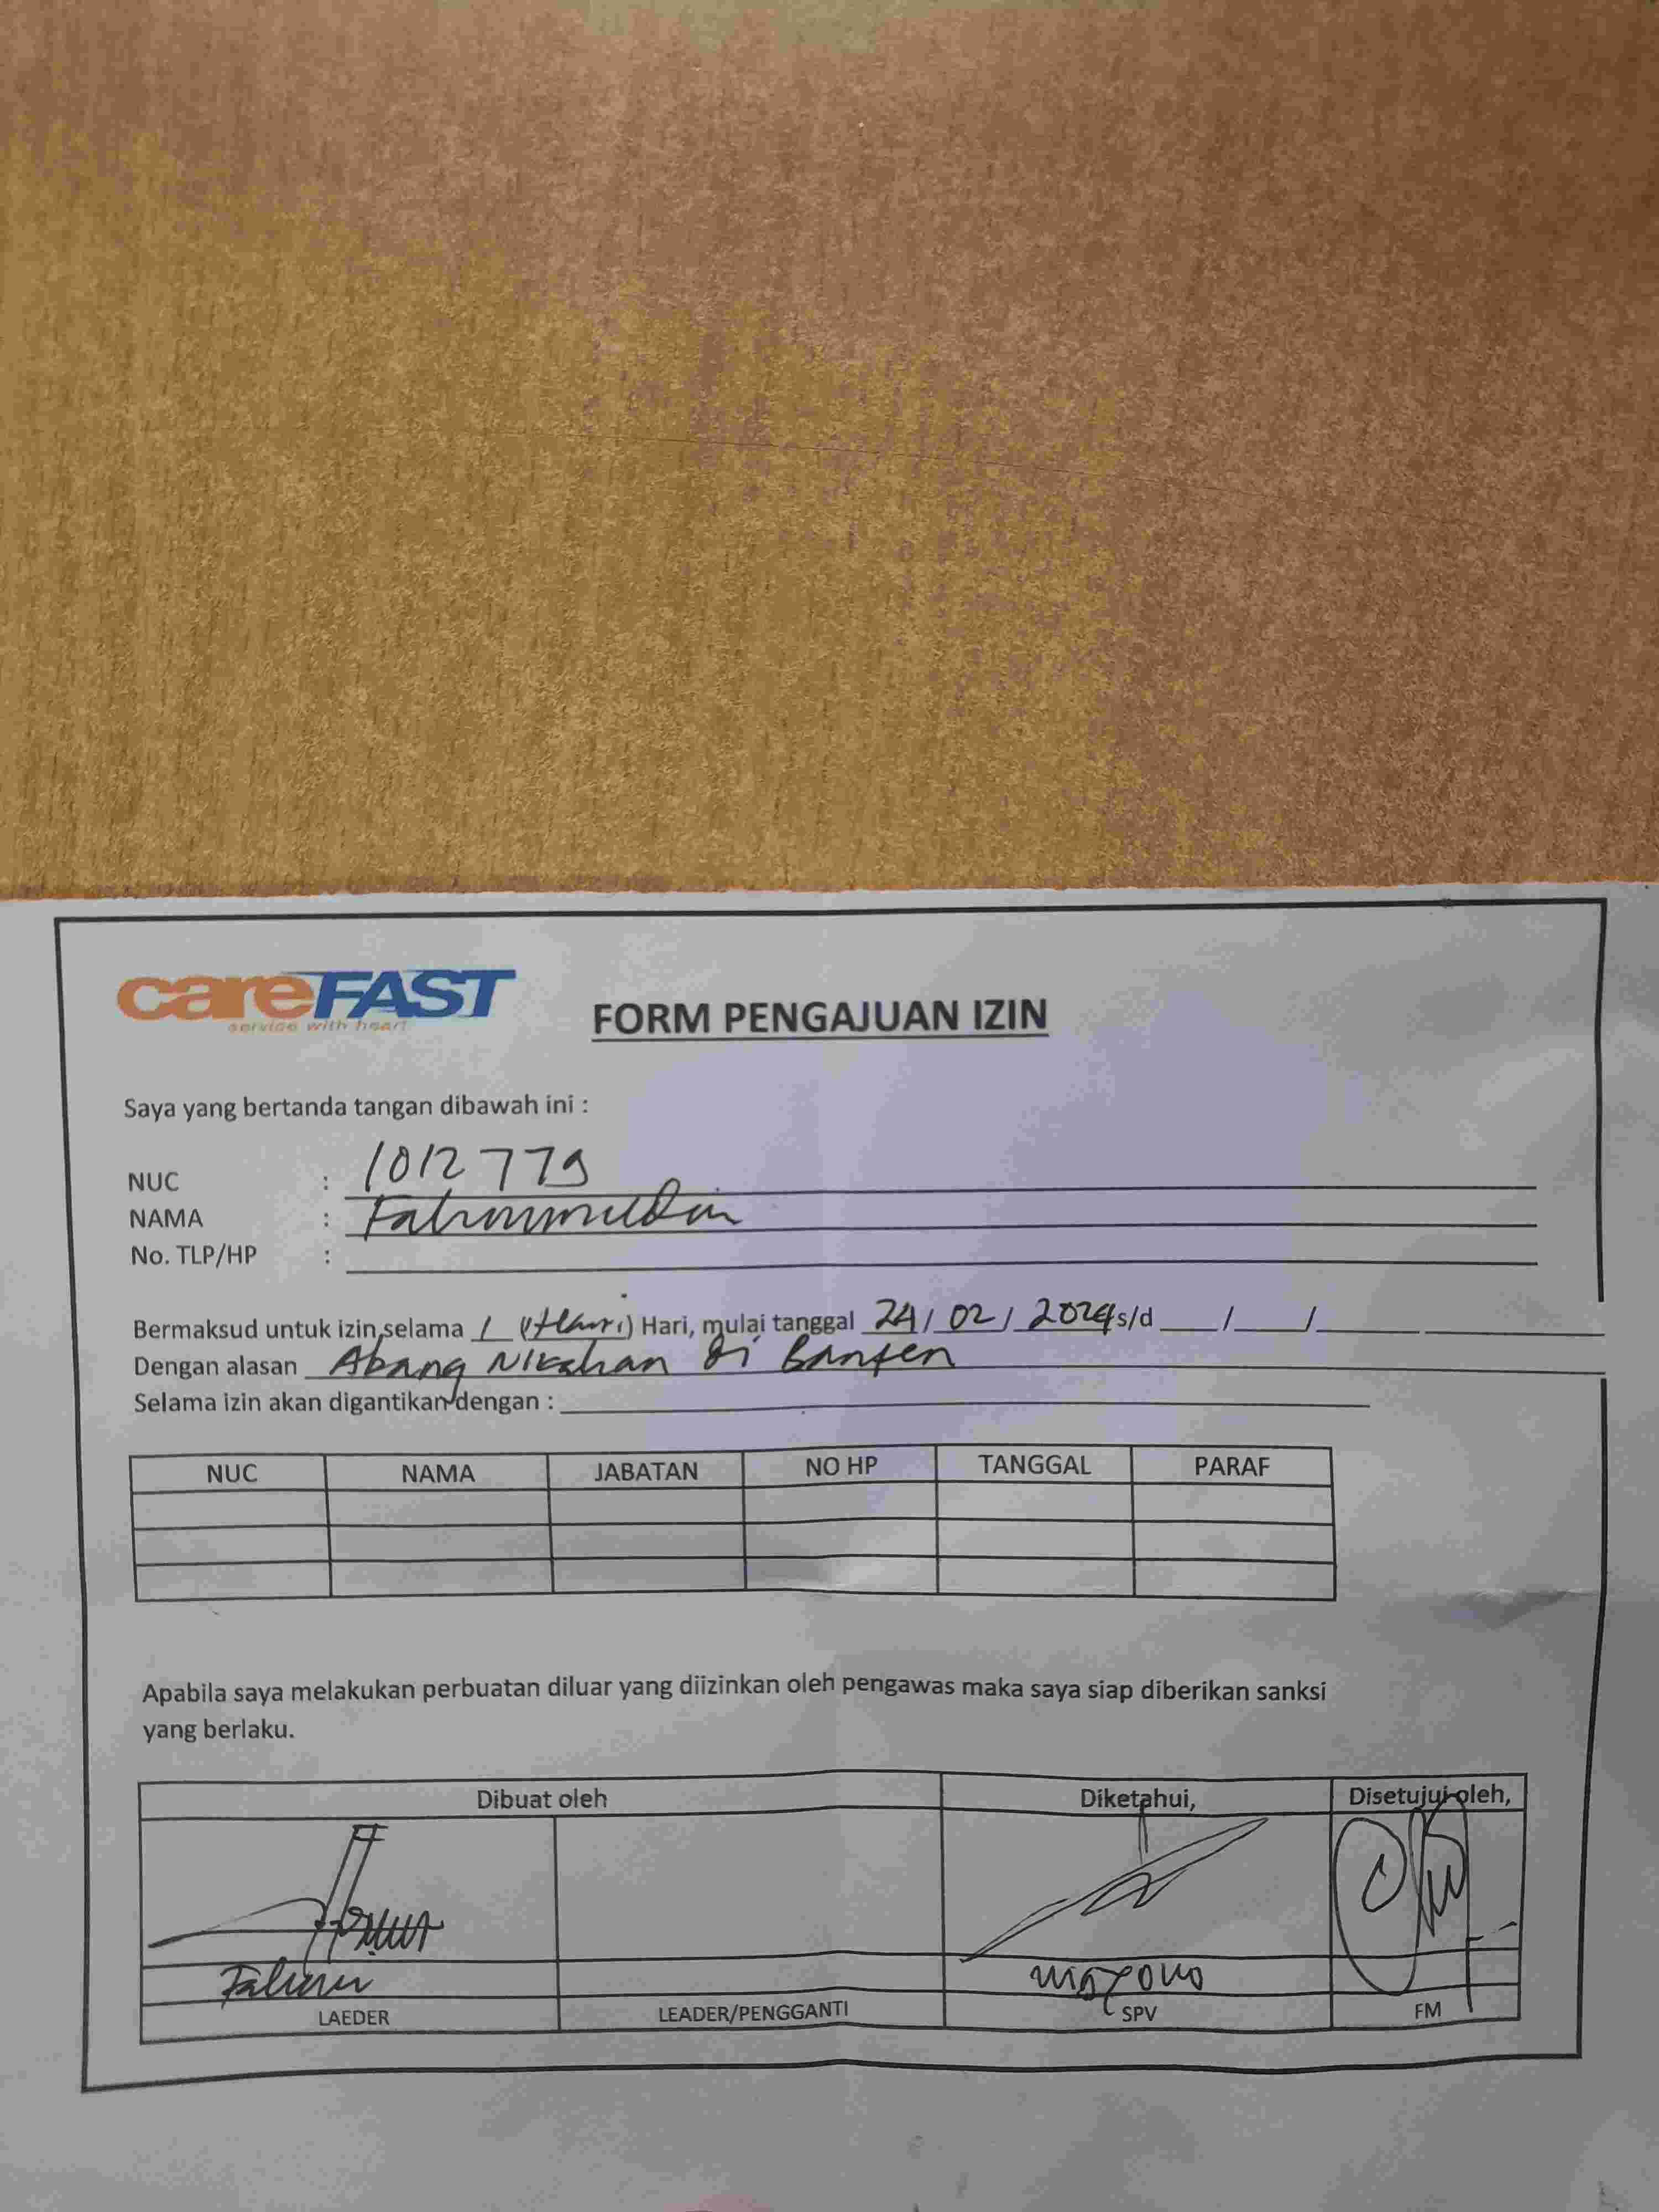 careFAST
service with heart
FORM PENGAJUAN IZIN
Saya yang bertanda tangan dibawah ini :
NUC : 1012779
NAMA :
No. TLP/HP :
Bermaksud untuk izin selama 1 (Hari) Hari, mulai tanggal 24/02/2024 s/d ___/___/___
Dengan alasan Abang Nikahan di Banten
Selama izin akan digantikan dengan :
NUC NAMA JABATAN NO HP TANGGAL PARAF
Apabila saya melakukan perbuatan diluar yang diizinkan oleh pengawas maka saya siap diberikan sanksi
yang berlaku.
Dibuat oleh Diketahui, Disetujui oleh,
LAEDER LEADER/PENGGANTI SPV FM